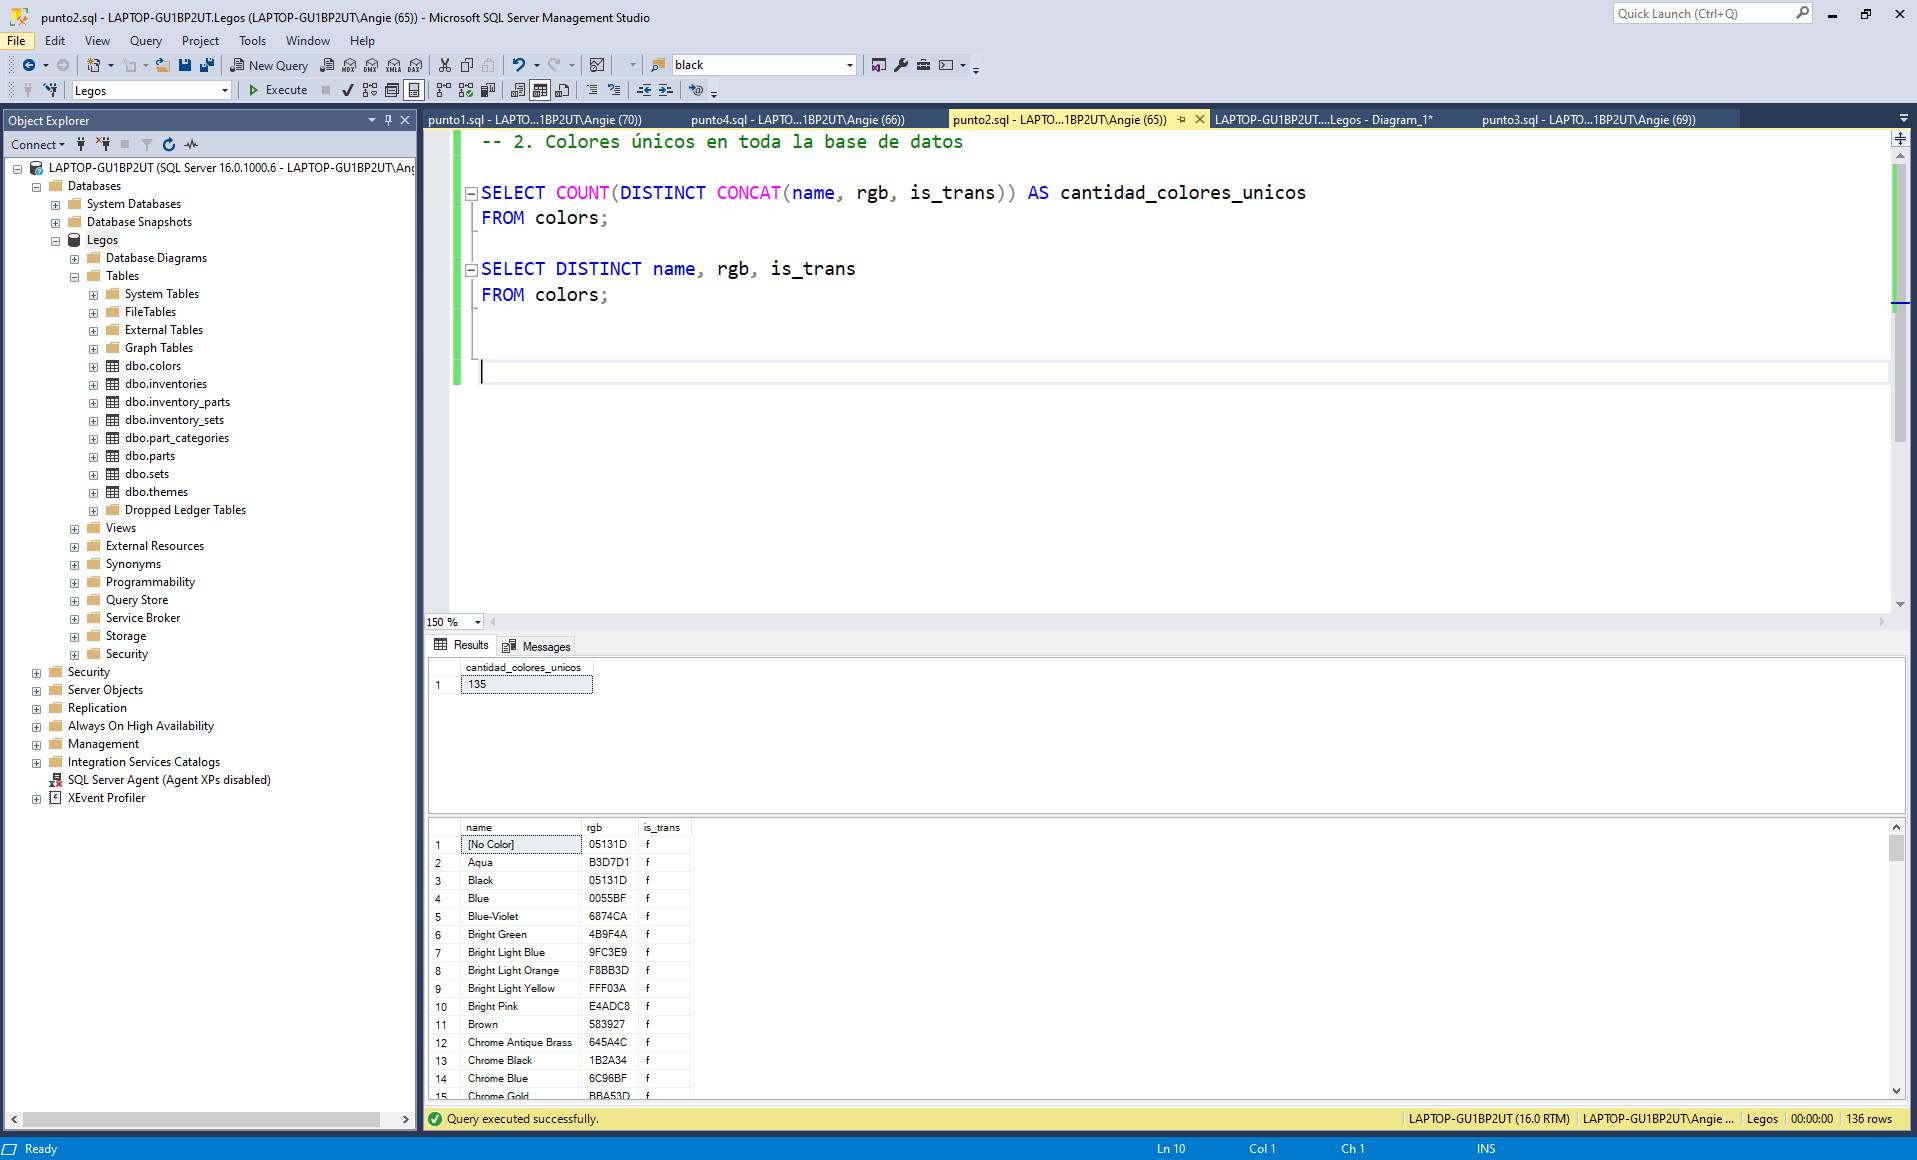 punto2.sql - LAPTOP-GU1BP2UT.Legos (LAPTOP-GU1BP2UT\Angie (65)) - Microsoft SQL Server Management Studio
Quick Launch (Ctrl+Q)
File Edit View Query Project Tools Window Help
New Query MDX DMX XMLA DAX black
Legos Execute
Object Explorer
Connect
LAPTOP-GU1BP2UT (SQL Server 16.0.1000.6 - LAPTOP-GU1BP2UT\Ang
Databases
System Databases
Database Snapshots
Legos
Database Diagrams
Tables
System Tables
FileTables
External Tables
Graph Tables
dbo.colors
dbo.inventories
dbo.inventory_parts
dbo.inventory_sets
dbo.part_categories
dbo.parts
dbo.sets
dbo.themes
Dropped Ledger Tables
Views
External Resources
Synonyms
Programmability
Query Store
Service Broker
Storage
Security
Security
Server Objects
Replication
Always On High Availability
Management
Integration Services Catalogs
SQL Server Agent (Agent XPs disabled)
XEvent Profiler
punto1.sql - LAPTO...1BP2UT\Angie (70)) punto4.sql - LAPTO...1BP2UT\Angie (66)) punto2.sql - LAPTO...1BP2UT\Angie (65)) LAPTOP-GU1BP2UT....Legos - Diagram_1* punto3.sql - LAPTO...1BP2UT\Angie (69))
-- 2. Colores únicos en toda la base de datos
SELECT COUNT(DISTINCT CONCAT(name, rgb, is_trans)) AS cantidad_colores_unicos
FROM colors;
SELECT DISTINCT name, rgb, is_trans
FROM colors;
150 %
Results Messages
cantidad_colores_unicos
1 135
name rgb is_trans
1 [No Color] 05131D f
2 Aqua B3D7D1 f
3 Black 05131D f
4 Blue 0055BF f
5 Blue-Violet 6874CA f
6 Bright Green 4B9F4A f
7 Bright Light Blue 9FC3E9 f
8 Bright Light Orange F8BB3D f
9 Bright Light Yellow FFF03A f
10 Bright Pink E4ADC8 f
11 Brown 583927 f
12 Chrome Antique Brass 645A4C f
13 Chrome Black 1B2A34 f
14 Chrome Blue 6C96BF f
15 Chrome Gold BBA53D f
Query executed successfully. LAPTOP-GU1BP2UT (16.0 RTM) LAPTOP-GU1BP2UT\Angie ... Legos 00:00:00 136 rows
Ready Ln 10 Col 1 Ch 1 INS